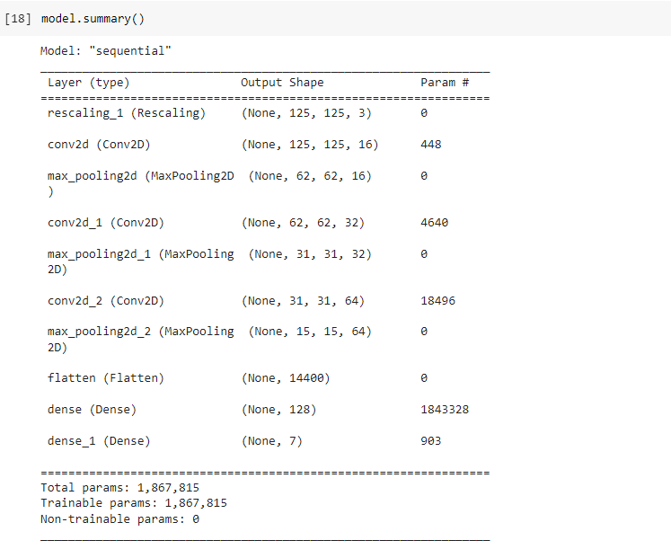 [18] model.summary()
Model: "sequential"
_________________________________________________________________
Layer (type) Output Shape Param #
=================================================================
rescaling_1 (Rescaling) (None, 125, 125, 3) 0
conv2d (Conv2D) (None, 125, 125, 16) 448
max_pooling2d (MaxPooling2D (None, 62, 62, 16) 0
)
conv2d_1 (Conv2D) (None, 62, 62, 32) 4640
max_pooling2d_1 (MaxPooling (None, 31, 31, 32) 0
2D)
conv2d_2 (Conv2D) (None, 31, 31, 64) 18496
max_pooling2d_2 (MaxPooling (None, 15, 15, 64) 0
2D)
flatten (Flatten) (None, 14400) 0
dense (Dense) (None, 128) 1843328
dense_1 (Dense) (None, 7) 903
=================================================================
Total params: 1,867,815
Trainable params: 1,867,815
Non-trainable params: 0
_________________________________________________________________